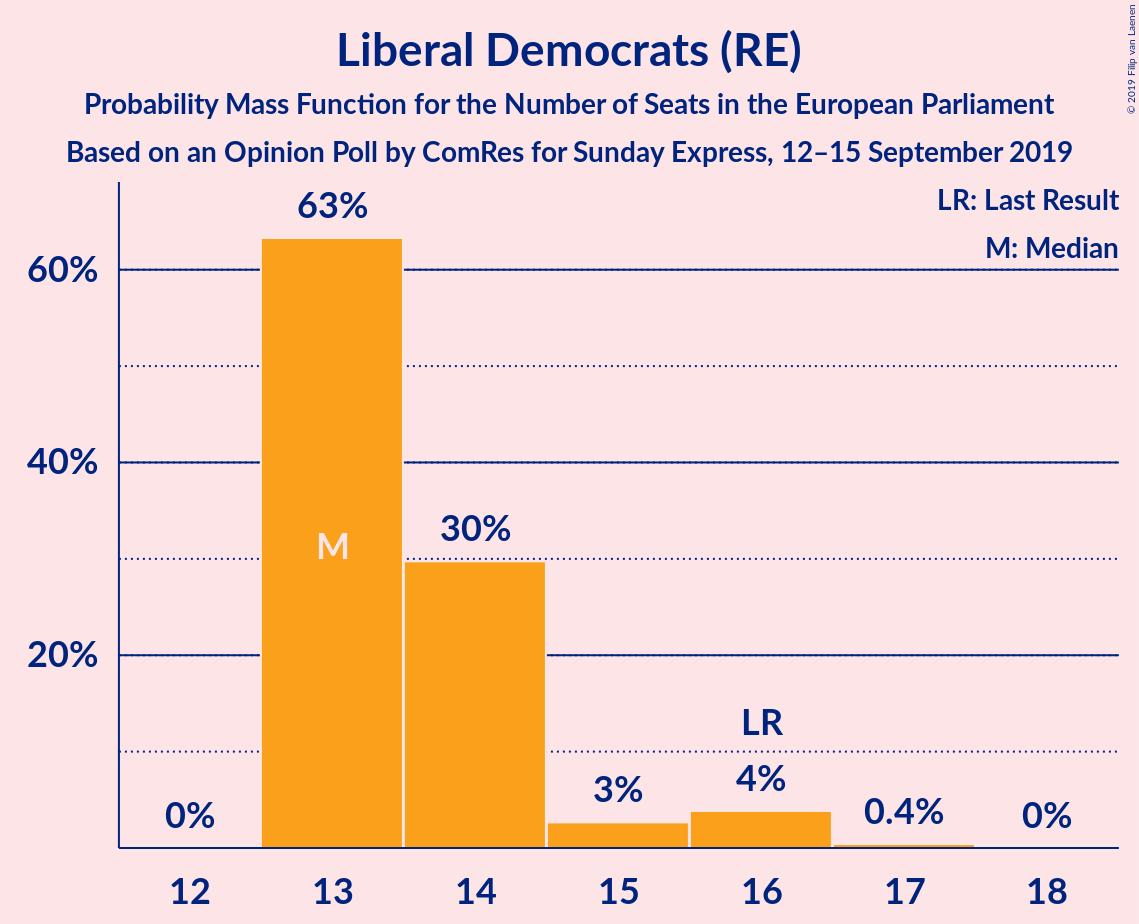 Liberal Democrats (RE)
Probability Mass Function for the Number of Seats in the European Parliament
Based on an Opinion Poll by ComRes for Sunday Express, 12–15 September 2019
© 2019 Filip van Laenen
LR: Last Result
M: Median
63%
60%
40%
30%
M
20%
LR
4%
3%
0.4%
0%
0%
12 13 14 15 16 17 18